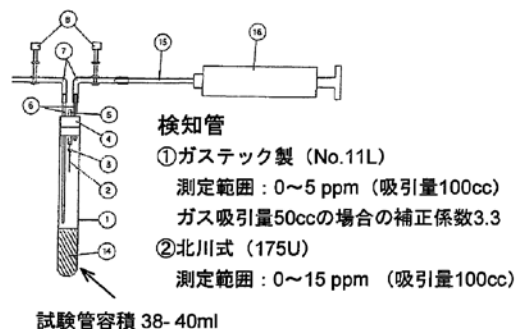 8
7
15
16
6
5
4
3
2
1
14
検知管
①ガステック製（No.11L）
測定範囲：0～5 ppm（吸引量100cc）
ガス吸引量50ccの場合の補正係数3.3
②北川式（175U）
測定範囲：0～15 ppm （吸引量100cc）
試験管容積 38- 40ml